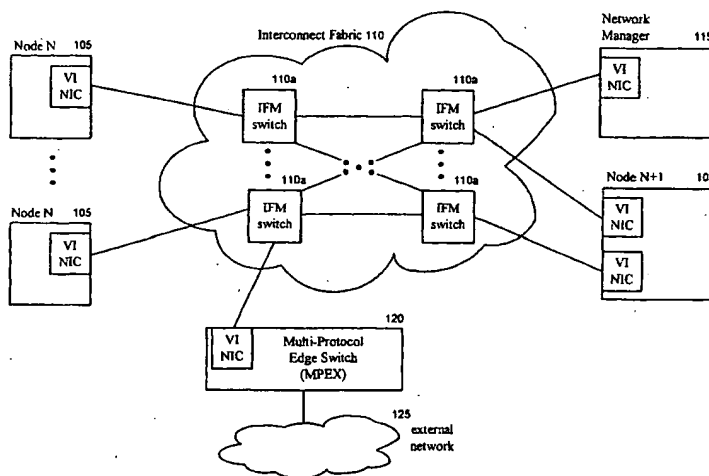 Node N 105
VI
NIC
Node N 105
VI
NIC
Interconnect Fabric 110
110a
IFM
switch
110a
IFM
switch
110a
IFM
switch
110a
IFM
switch
Network
Manager 115
VI
NIC
Node N+1 10
VI
NIC
VI
NIC
120
VI
NIC
Multi-Protocol
Edge Switch
(MPEX)
125
external
network